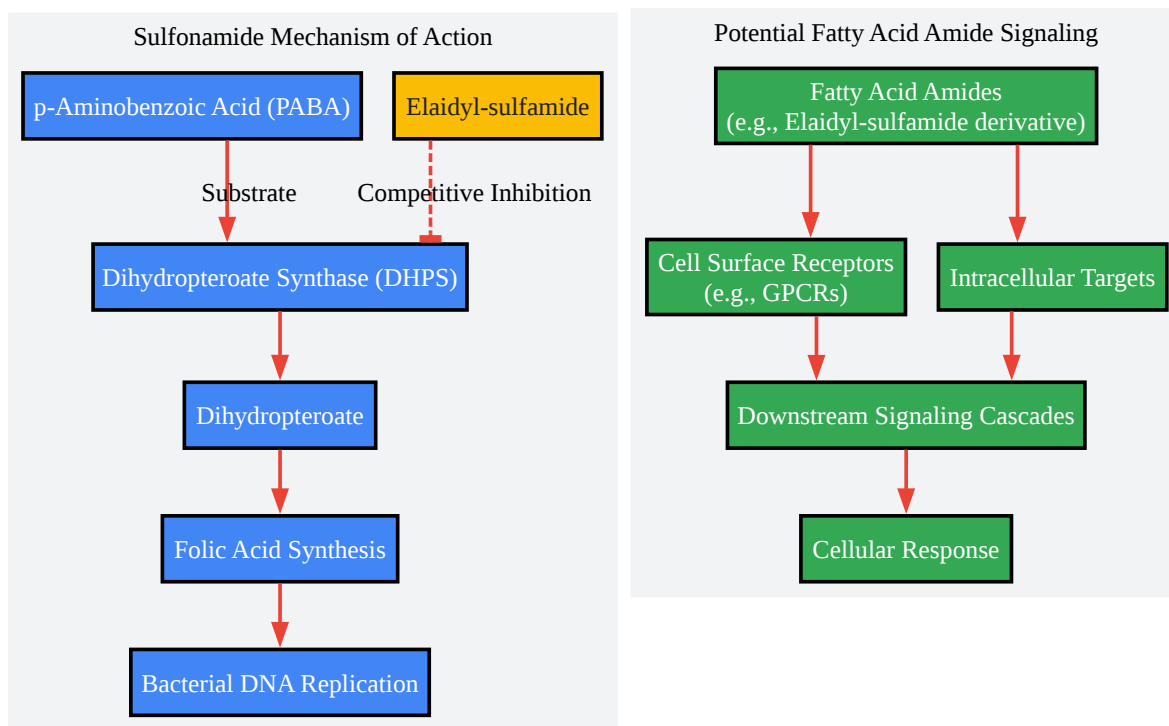 Sulfonamide Mechanism of Action
p-Aminobenzoic Acid (PABA)
Elaidyl-sulfamide
Substrate
Competitive Inhibition
Dihydropteroate Synthase (DHPS)
Dihydropteroate
Folic Acid Synthesis
Bacterial DNA Replication
Potential Fatty Acid Amide Signaling
Fatty Acid Amides
(e.g., Elaidyl-sulfamide derivative)
Cell Surface Receptors
(e.g., GPCRs)
Intracellular Targets
Downstream Signaling Cascades
Cellular Response